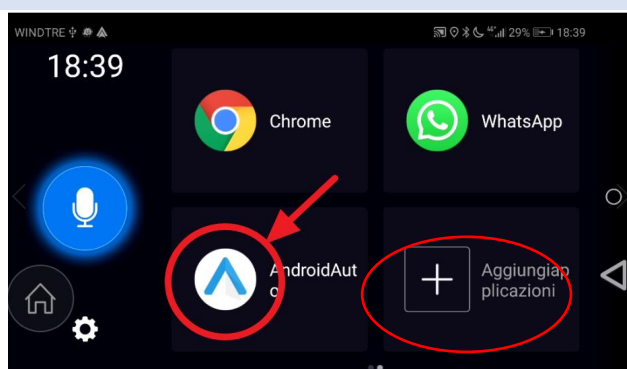 WINDTRE 29% 18:39
18:39
Chrome
WhatsApp
AndroidAut
o
Aggiungiap
plicazioni